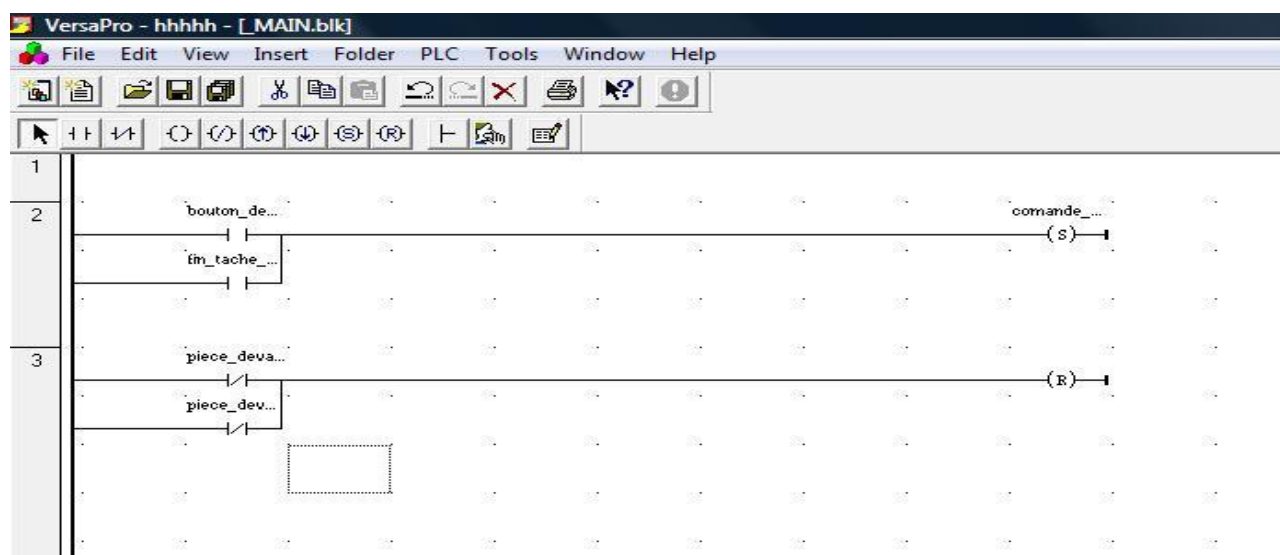 VersaPro - hhhhh - [_MAIN.blk]
File Edit View Insert Folder PLC Tools Window Help
1
2
bouton_de...
comande_...
(S)
fin_tache_...
3
piece_deva...
(R)
piece_dev...